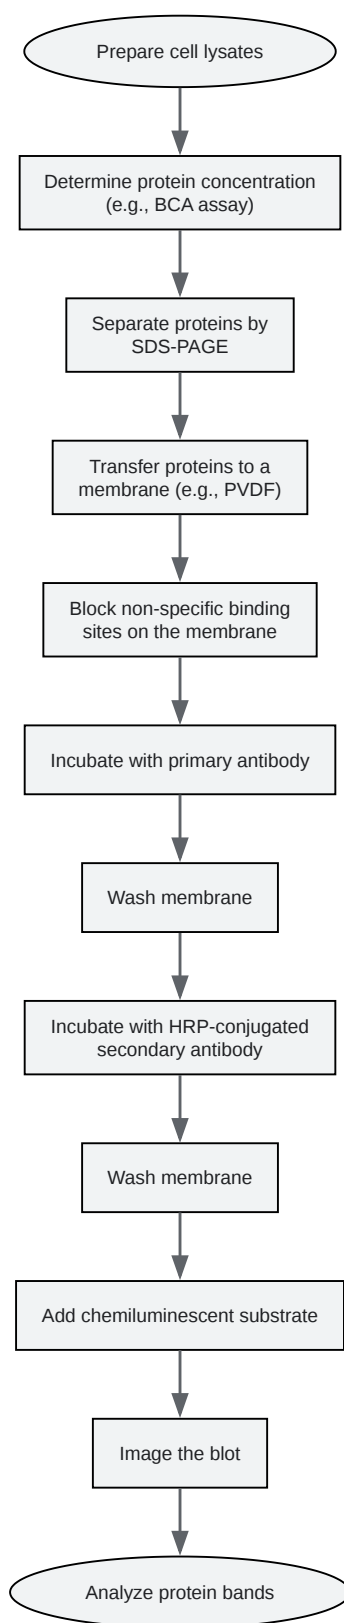 Prepare cell lysates
Determine protein concentration
(e.g., BCA assay)
Separate proteins by
SDS-PAGE
Transfer proteins to a
membrane (e.g., PVDF)
Block non-specific binding
sites on the membrane
Incubate with primary antibody
Wash membrane
Incubate with HRP-conjugated
secondary antibody
Wash membrane
Add chemiluminescent substrate
Image the blot
Analyze protein bands